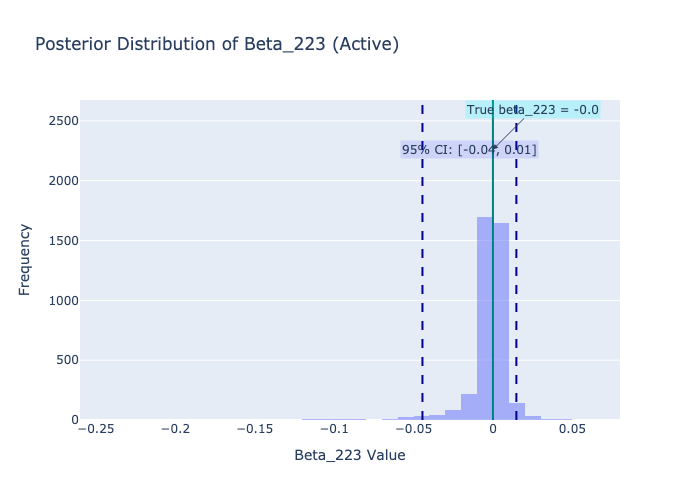 Posterior Distribution of Beta_223 (Active)
True beta_223 = -0.0
95% CI: [-0.04, 0.01]
2500
2000
1500
1000
500
0
Frequency
−0.25
−0.2
−0.15
−0.1
−0.05
0
0.05
Beta_223 Value